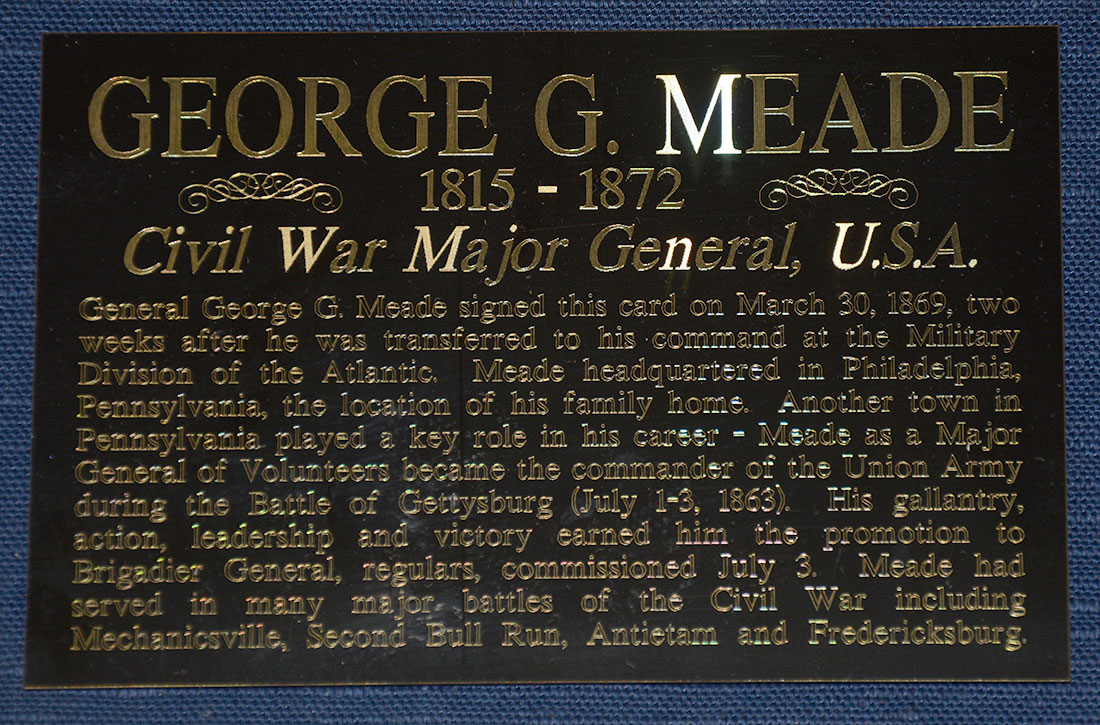 GEORGE G. MEADE
1815 - 1872
Civil War Major General, U.S.A.
General George G. Meade signed this card on March 30, 1869, two
weeks after he was transferred to his command at the Military
Division of the Atlantic. Meade headquartered in Philadelphia,
Pennsylvania, the location of his family home. Another town in
Pennsylvania played a key role in his career - Meade as a Major
General of Volunteers became the commander of the Union Army
during the Battle of Gettysburg (July 1-3, 1863). His gallantry,
action, leadership and victory earned him the promotion to
Brigadier General, regulars, commissioned July 3. Meade had
served in many major battles of the Civil War including
Mechanicsville, Second Bull Run, Antietam and Fredericksburg.